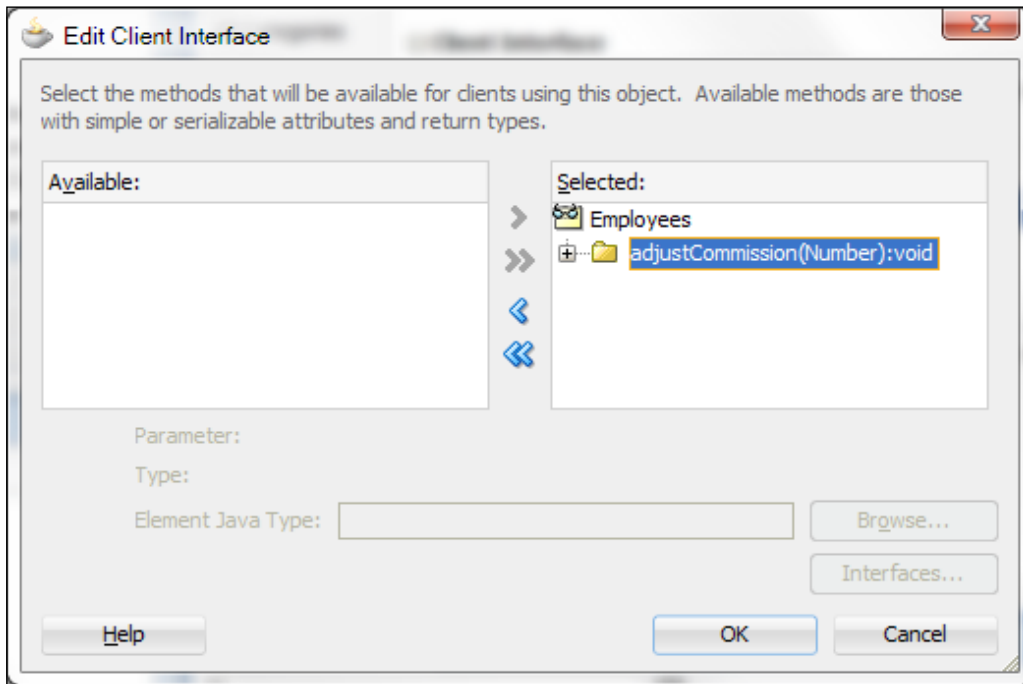 Edit Client Interface
Select the methods that will be available for clients using this object.  Available methods are those
with simple or serializable attributes and return types.
Available:
Selected:
Employees
adjustCommission(Number):void
Parameter:
Type:
Element Java Type:
Browse...
Interfaces...
Help
OK
Cancel